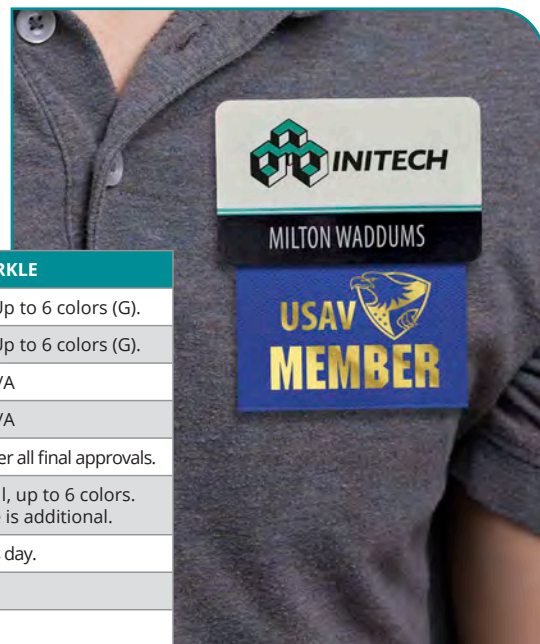 INITECH
MILTON WADDUMS
USAV
MEMBER
RKLE
Up to 6 colors (G).
Up to 6 colors (G).
/A
/A
er all final approvals.
l, up to 6 colors.
is additional.
day.